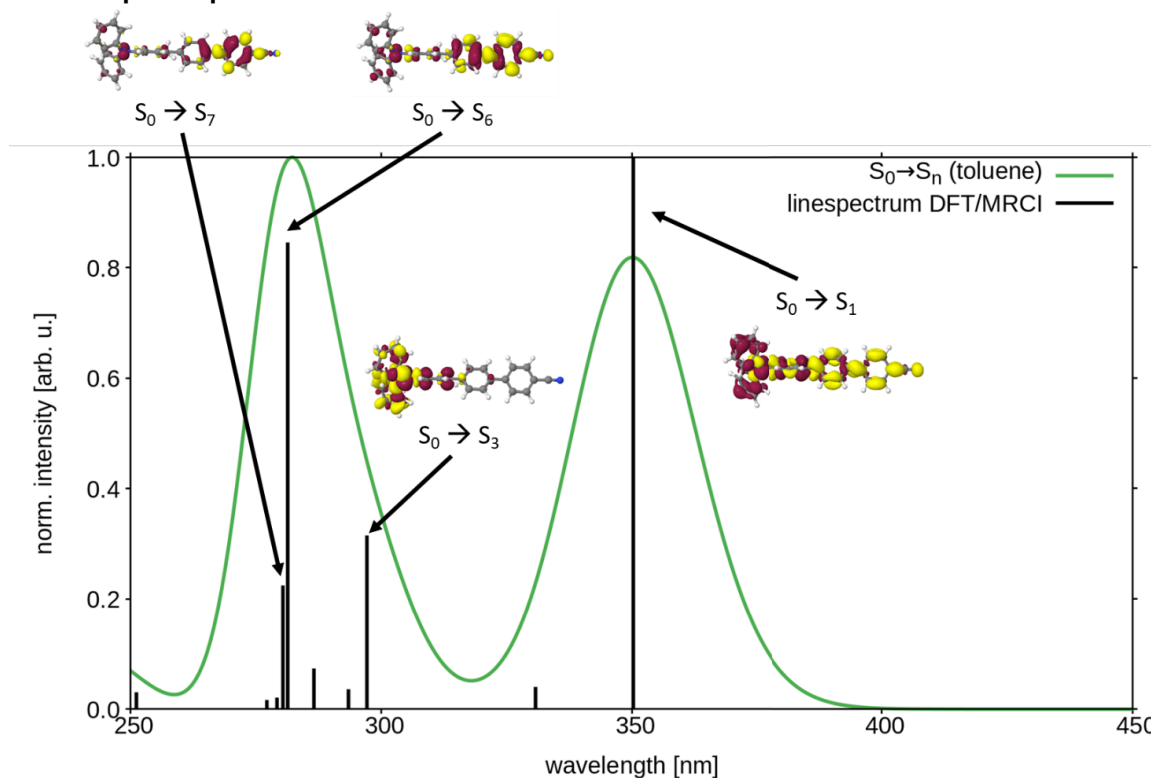 S₀ → S₇
S₀ → S₆
S₀→Sₙ (toluene)
linespectrum DFT/MRCI
S₀ → S₁
S₀ → S₃
norm. intensity [arb. u.]
1.0
0.8
0.6
0.4
0.2
0.0
250
300
350
400
450
wavelength [nm]